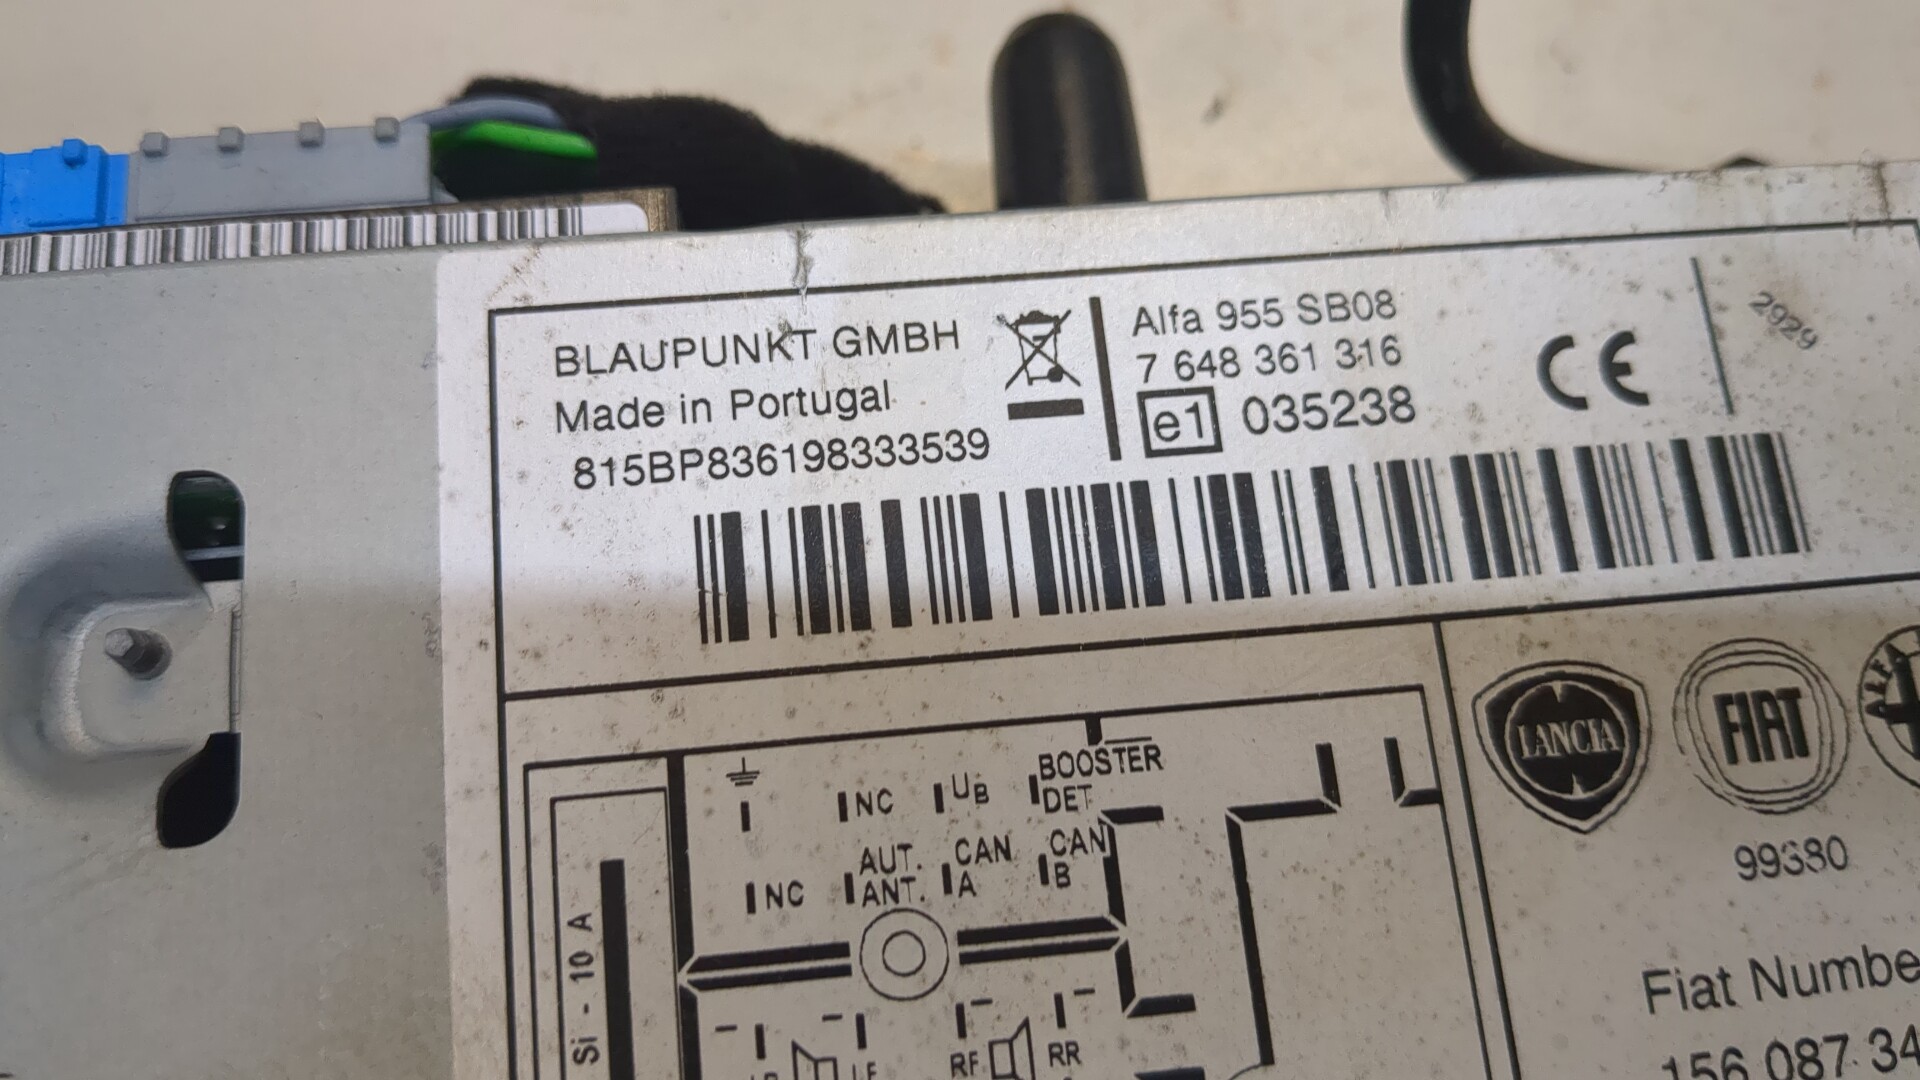 BLAUPUNKT GMBH
Made in Portugal
815BP836198333539
Alfa 955 SB08
7 648 361 316
e1 035238
CE
2929
LANCIA
FIAT
ALFA
99380
Fiat Numbe
156 087 34
NC
UB
BOOSTER
DET
NC
AUT.
ANT.
CAN
A
CAN
B
Si - 10 A
RF
RR